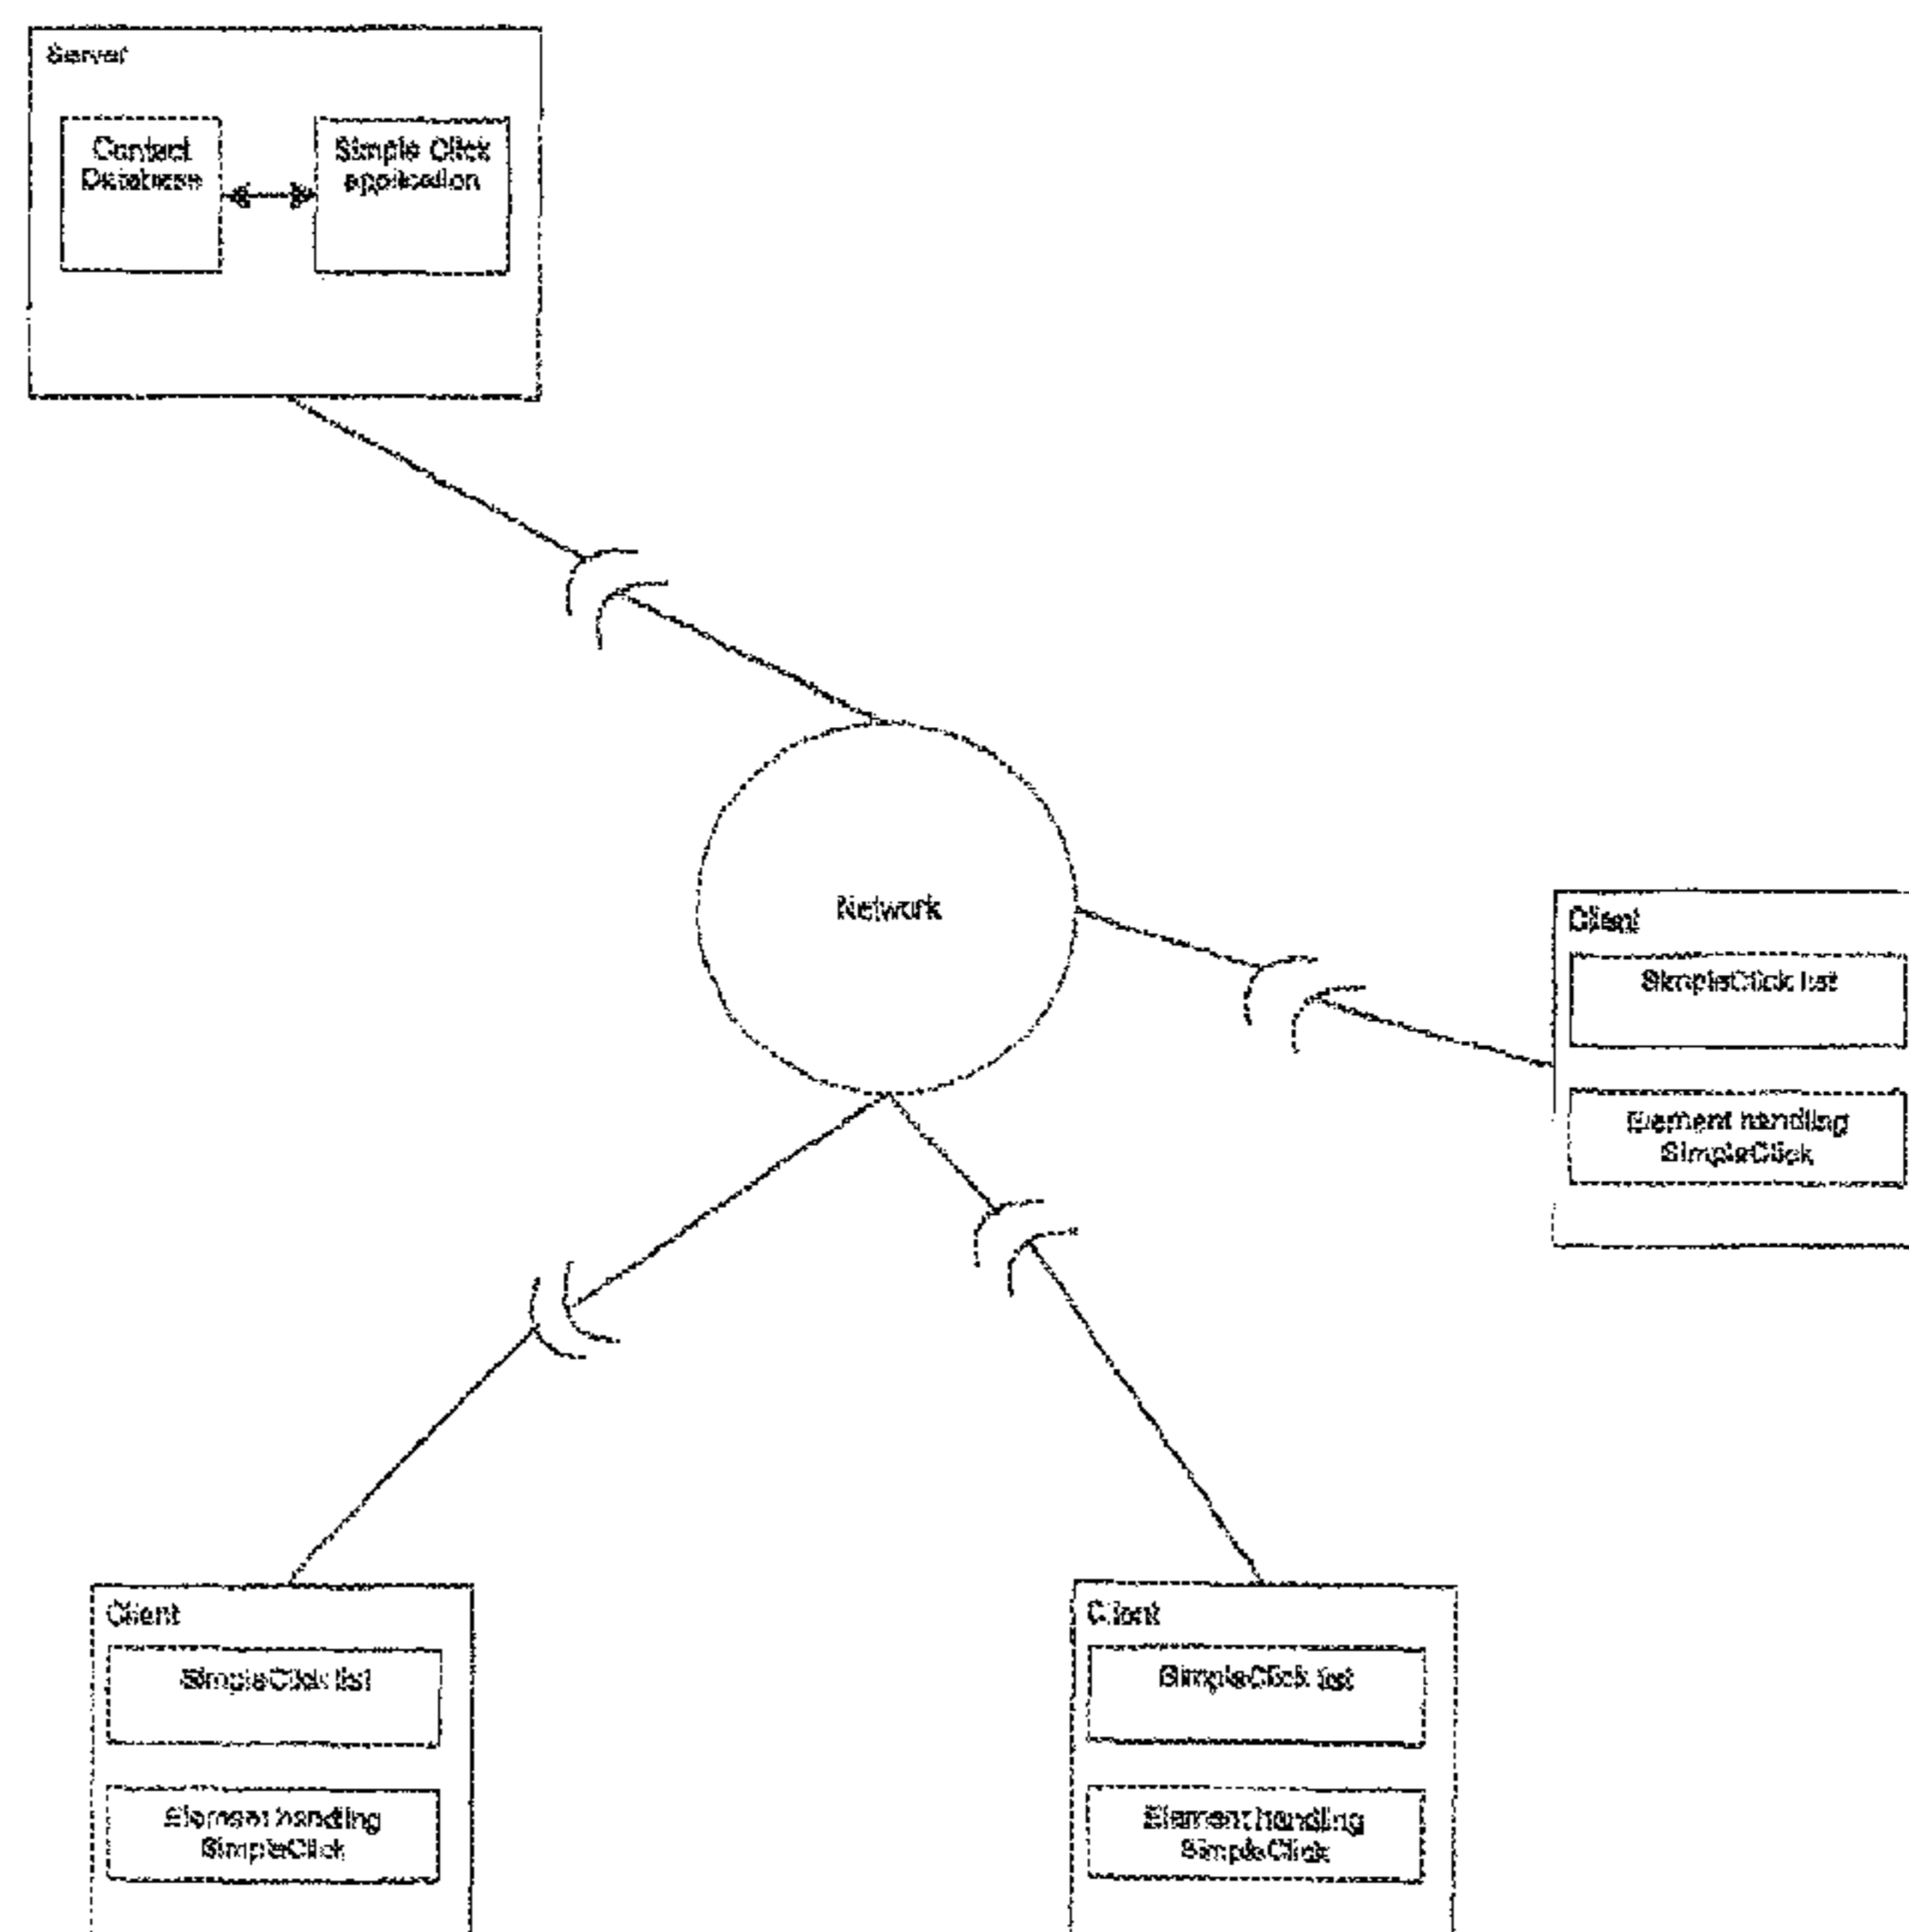 Server
Contact
Database
Simple Click
application
Network
Client
SimpleClick list
Element handling
SimpleClick
Client
SimpleClick list
Element handling
SimpleClick
Client
SimpleClick list
Element handling
SimpleClick